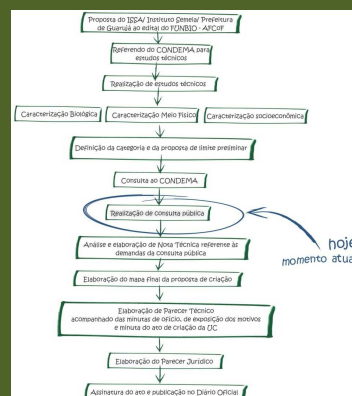 Proposta do ISSA/ Instituto Semeia/ Prefeitura
de Guarujá ao edital do FUNBIO - AFCoF
Referendo do CONDEMA para
estudos técnicos
Realização de estudos técnicos
Caracterização Biológica
Caracterização Meio Físico
Caracterização socioeconômica
Definição da categoria e da proposta de limite preliminar
Consulta ao CONDEMA
Realização de consulta pública
hoje
momento atua
Análise e elaboração de Nota Técnica referente às
demandas da consulta pública
Elaboração do mapa final da proposta de criação
Elaboração de Parecer Técnico
acompanhado das minutas de ofício, de exposição dos motivos
e minuta do ato de criação da UC
Elaboração do Parecer Jurídico
Assinatura do ato e publicação no Diário Oficial